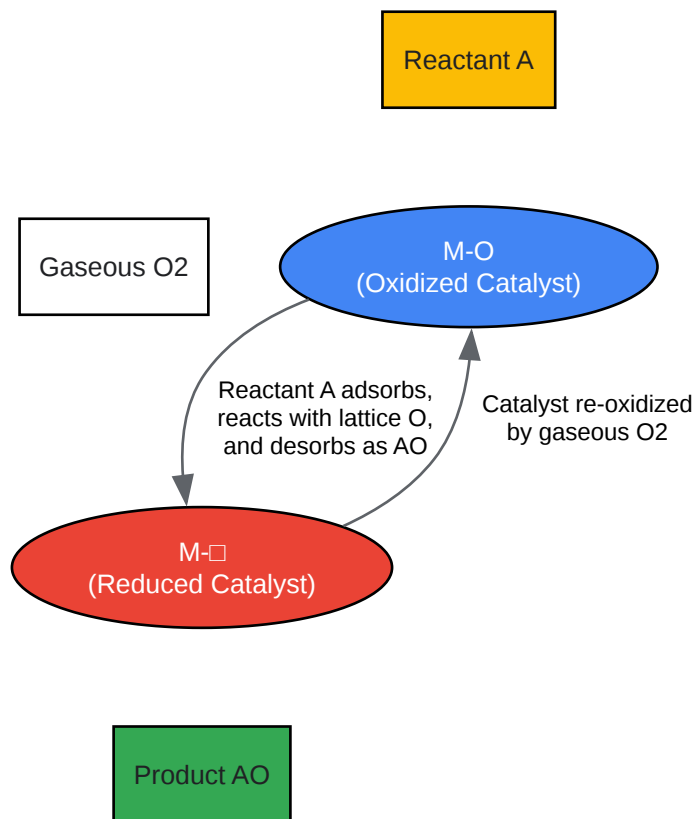 Reactant A
Gaseous O2
M-O
(Oxidized Catalyst)
Reactant A adsorbs,
reacts with lattice O,
and desorbs as AO
Catalyst re-oxidized
by gaseous O2
M-□
(Reduced Catalyst)
Product AO